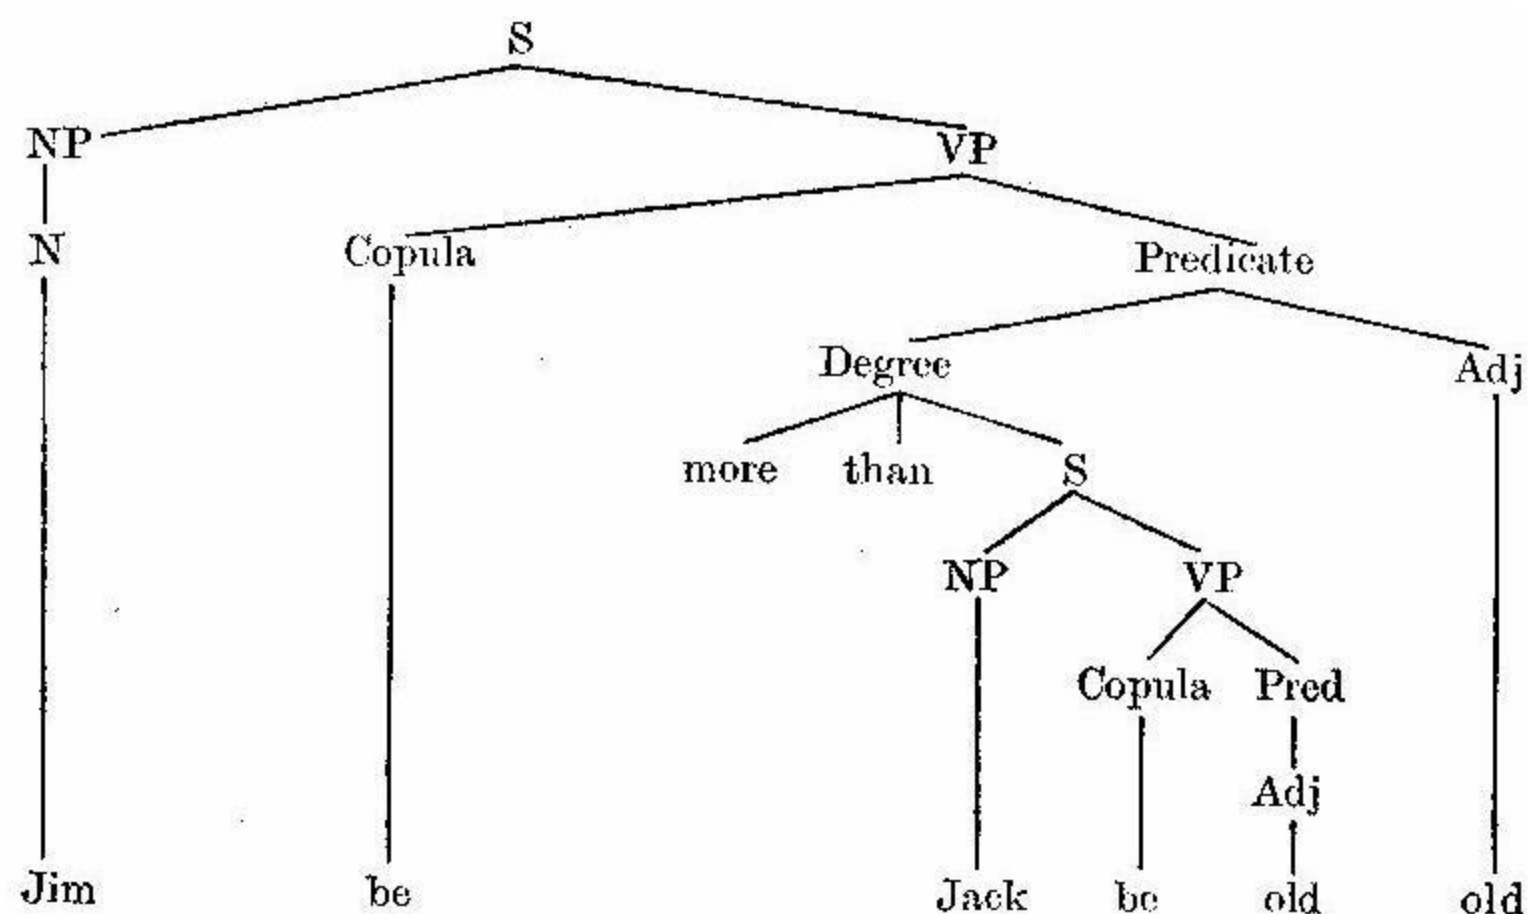 S
NP VP
N Copula Predicate
Degree Adj
more than S
NP VP
Copula Pred
Adj
Jim be Jack be old old